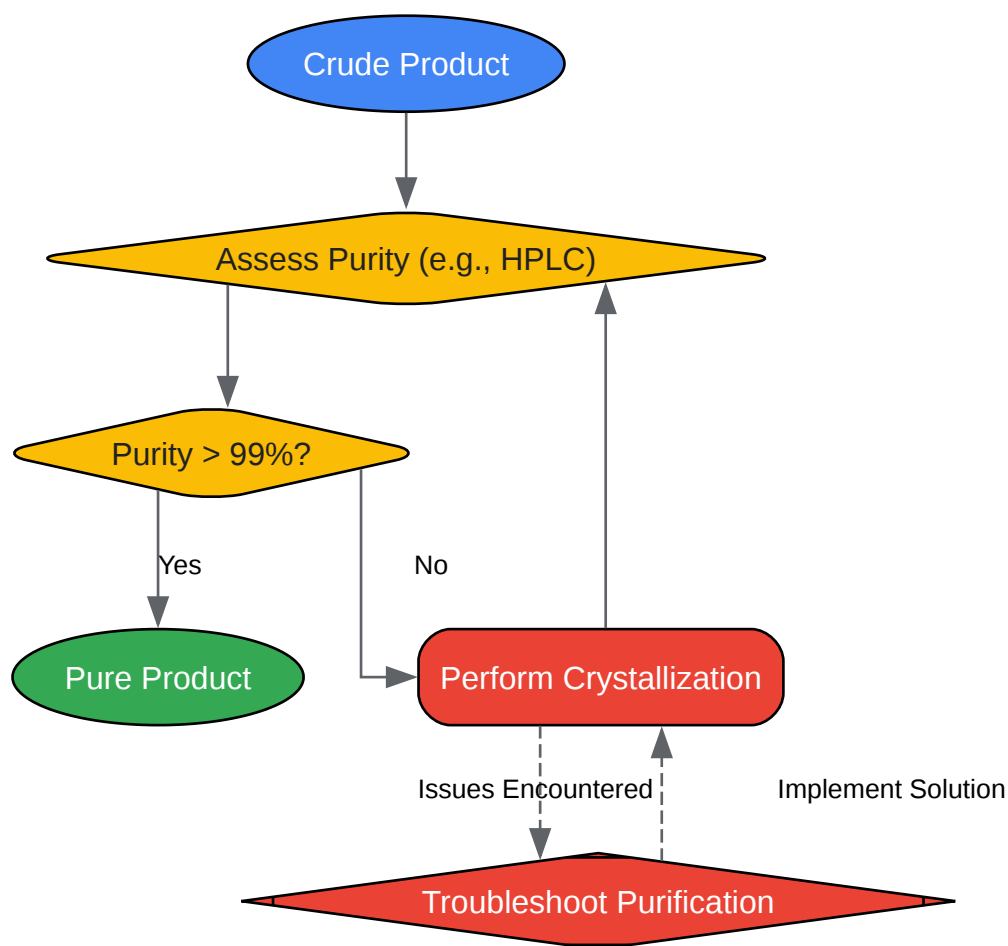 Crude Product
Assess Purity (e.g., HPLC)
Purity > 99%?
Yes
No
Pure Product
Perform Crystallization
Issues Encountered
Implement Solution
Troubleshoot Purification